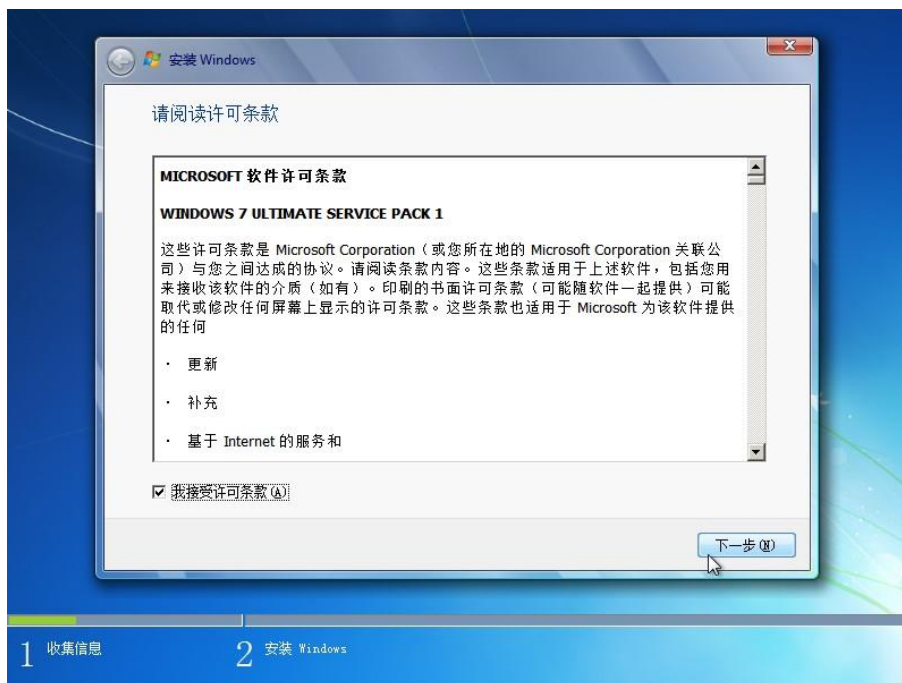 安装 Windows
请阅读许可条款
MICROSOFT 软件许可条款
WINDOWS 7 ULTIMATE SERVICE PACK 1
这些许可条款是 Microsoft Corporation（或您所在地的 Microsoft Corporation 关联公
司）与您之间达成的协议。请阅读条款内容。这些条款适用于上述软件，包括您用
来接收该软件的介质（如有）。印刷的书面许可条款（可能随软件一起提供）可能
取代或修改任何屏幕上显示的许可条款。这些条款也适用于 Microsoft 为该软件提供
的任何
· 更新
· 补充
· 基于 Internet 的服务和
我接受许可条款(A)
下一步(N)
1 收集信息
2 安装 Windows